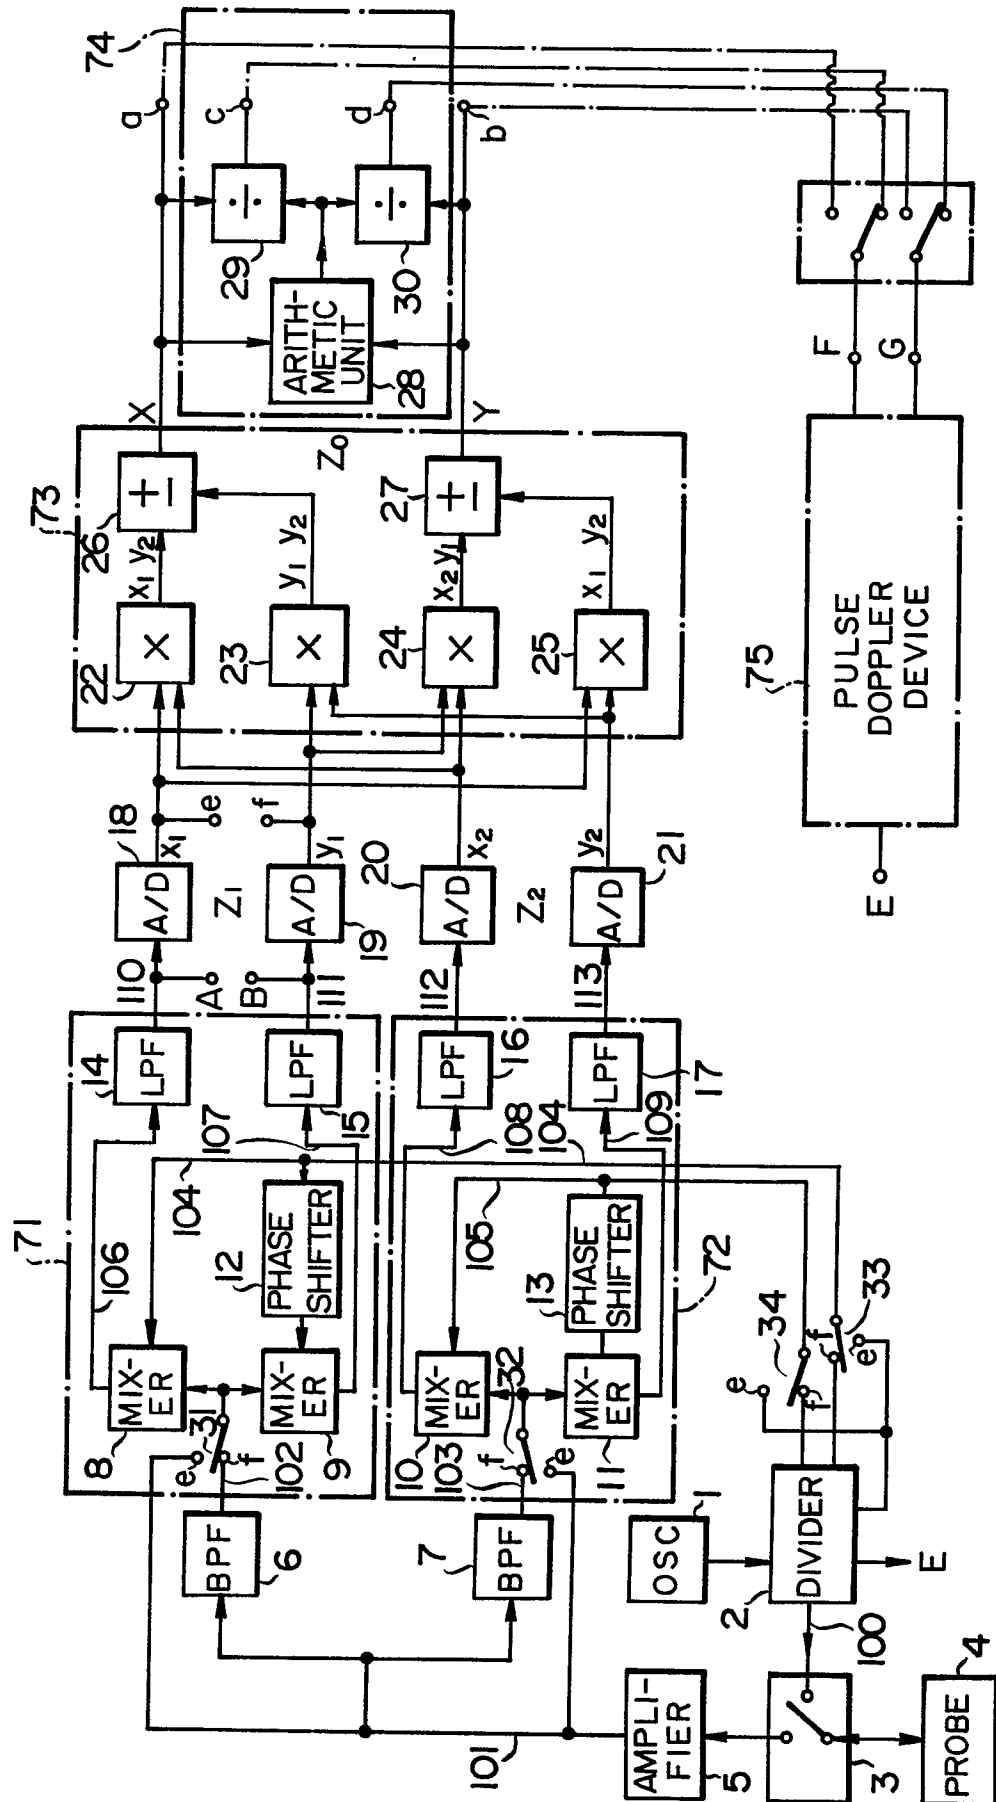 71
106
104
107
14
LPF
110
18
A/D
x1
e
8
MIX-
ER
12
PHASE
SHIFTER
15
LPF
A
B
111
Z1
f
19
A/D
y1
e
31
f
102
9
MIX-
ER
BPF
6
73
22
X
x1 y2
26
+
−
X
23
X
y1 y2
Z0
24
X
x2 y1
27
+
−
Y
25
X
x1 y2
74
a
c
d
b
29
÷
30
÷
ARITH-
METIC
UNIT
28
7
BPF
10
MIX-
ER
32
103
f
e
11
MIX-
ER
105
13
PHASE
SHIFTER
108
104
109
16
LPF
112
20
A/D
x2
17
LPF
113
Z2
21
A/D
y2
72
34
e
f
33
f
e
1
OSC
2
DIVIDER
E
100
101
AMPLI-
FIER
5
3
4
PROBE
E
75
PULSE
DOPPLER
DEVICE
F
G